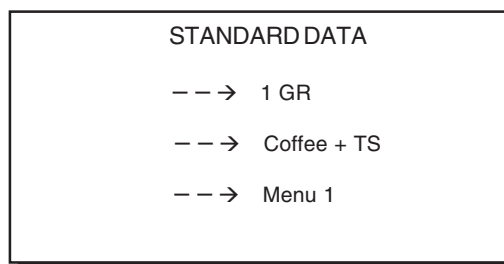 STANDARD DATA
– – → 1 GR
– – → Coffee + TS
– – → Menu 1